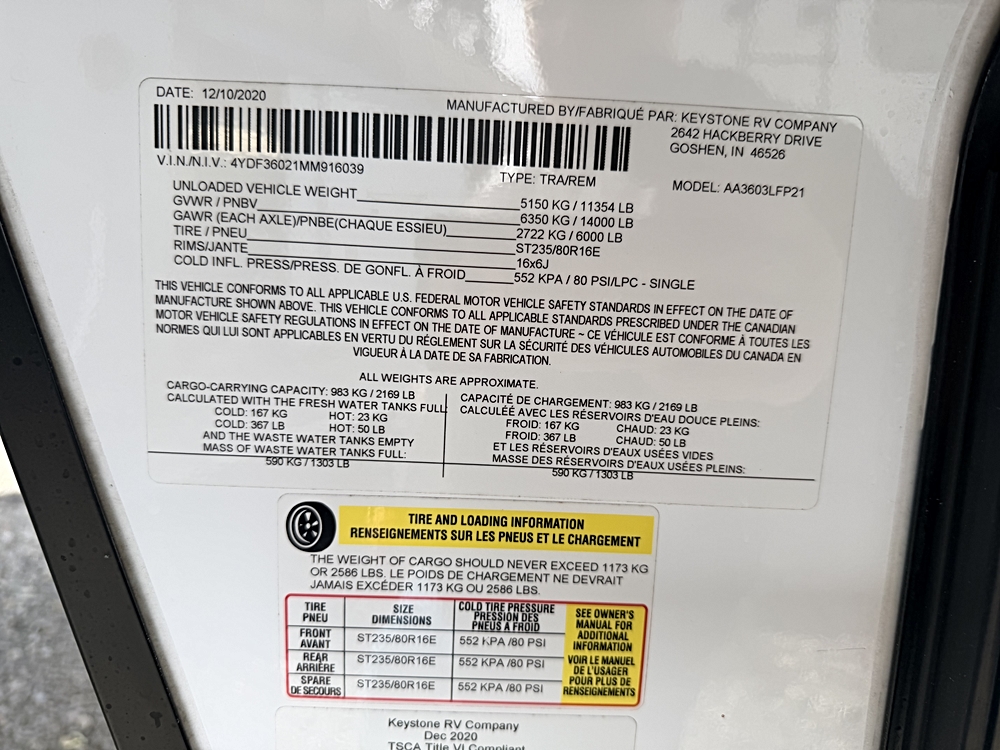 DATE: 12/10/2020
MANUFACTURED BY/FABRIQUÉ PAR: KEYSTONE RV COMPANY
2642 HACKBERRY DRIVE
GOSHEN, IN 46526
V.I.N./N.I.V.: 4YDF36021MM916039
TYPE: TRA/REM
MODEL: AA3603LFP21
UNLOADED VEHICLE WEIGHT 5150 KG / 11354 LB
GVWR / PNBV 6350 KG / 14000 LB
GAWR (EACH AXLE)/PNBE(CHAQUE ESSIEU) 2722 KG / 6000 LB
TIRE / PNEU ST235/80R16E
RIMS/JANTE 16x6J
COLD INFL. PRESS/PRESS. DE GONFL. À FROID 552 KPA / 80 PSI/LPC - SINGLE
THIS VEHICLE CONFORMS TO ALL APPLICABLE U.S. FEDERAL MOTOR VEHICLE SAFETY STANDARDS IN EFFECT ON THE DATE OF
MANUFACTURE SHOWN ABOVE. THIS VEHICLE CONFORMS TO ALL APPLICABLE STANDARDS PRESCRIBED UNDER THE CANADIAN
MOTOR VEHICLE SAFETY REGULATIONS IN EFFECT ON THE DATE OF MANUFACTURE ~ CE VÉHICULE EST CONFORME À TOUTES LES
NORMES QUI LUI SONT APPLICABLES EN VERTU DU RÉGLEMENT SUR LA SÉCURITÉ DES VÉHICULES AUTOMOBILES DU CANADA EN
VIGUEUR À LA DATE DE SA FABRICATION.
ALL WEIGHTS ARE APPROXIMATE.
CARGO-CARRYING CAPACITY: 983 KG / 2169 LB
CALCULATED WITH THE FRESH WATER TANKS FULL
COLD: 167 KG HOT: 23 KG
COLD: 367 LB HOT: 50 LB
AND THE WASTE WATER TANKS EMPTY
MASS OF WASTE WATER TANKS FULL:
590 KG / 1303 LB
CAPACITÉ DE CHARGEMENT: 983 KG / 2169 LB
CALCULÉE AVEC LES RÉSERVOIRS D'EAU DOUCE PLEINS:
FROID: 167 KG CHAUD: 23 KG
FROID: 367 LB CHAUD: 50 LB
ET LES RÉSERVOIRS D'EAUX USÉES VIDES
MASSE DES RÉSERVOIRS D'EAUX USÉES PLEINS:
590 KG / 1303 LB
TIRE AND LOADING INFORMATION
RENSEIGNEMENTS SUR LES PNEUS ET LE CHARGEMENT
THE WEIGHT OF CARGO SHOULD NEVER EXCEED 1173 KG
OR 2586 LBS. LE POIDS DE CHARGEMENT NE DEVRAIT
JAMAIS EXCÉDER 1173 KG OU 2586 LBS.
TIRE
PNEU
SIZE
DIMENSIONS
COLD TIRE PRESSURE
PRESSION DES
PNEUS A FROID
FRONT
AVANT
ST235/80R16E
552 KPA /80 PSI
REAR
ARRIÈRE
ST235/80R16E
552 KPA /80 PSI
SPARE
DE SECOURS
ST235/80R16E
552 KPA /80 PSI
SEE OWNER'S
MANUAL FOR
ADDITIONAL
INFORMATION
VOIR LE MANUEL
DE L'USAGER
POUR PLUS DE
RENSEIGNEMENTS
Keystone RV Company
Dec 2020
TSCA Title VI Compliant